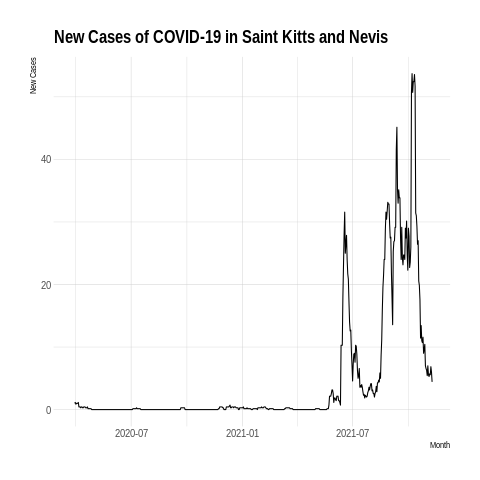 New Cases of COVID-19 in Saint Kitts and Nevis
New Cases
40
20
0
2020-07 2021-01 2021-07
Month